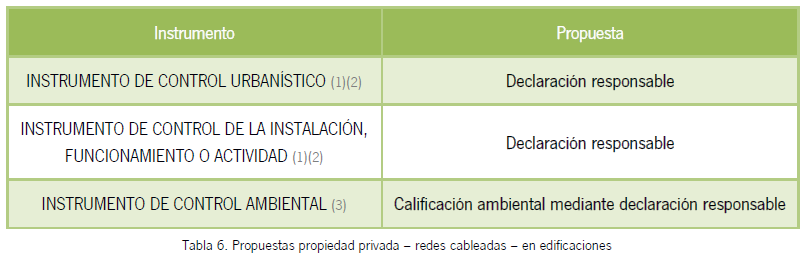 Instrumento
Propuesta
INSTRUMENTO DE CONTROL URBANÍSTICO (1)(2)
Declaración responsable
INSTRUMENTO DE CONTROL DE LA INSTALACIÓN,
FUNCIONAMIENTO O ACTIVIDAD (1)(2)
Declaración responsable
INSTRUMENTO DE CONTROL AMBIENTAL (3)
Calificación ambiental mediante declaración responsable
Tabla 6. Propuestas propiedad privada – redes cableadas – en edificaciones